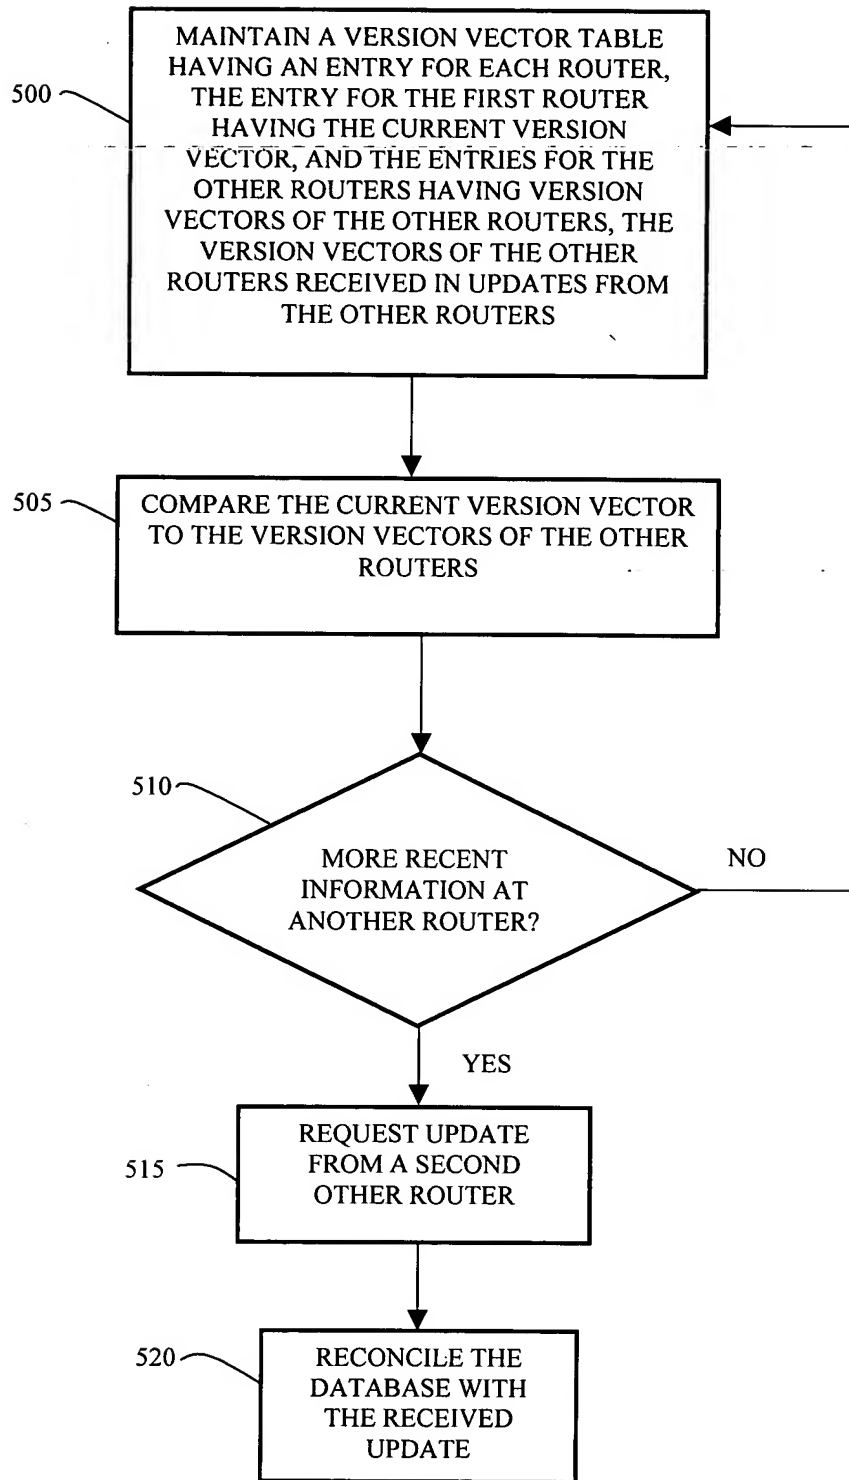 500
MAINTAIN A VERSION VECTOR TABLE
HAVING AN ENTRY FOR EACH ROUTER,
THE ENTRY FOR THE FIRST ROUTER
HAVING THE CURRENT VERSION
VECTOR, AND THE ENTRIES FOR THE
OTHER ROUTERS HAVING VERSION
VECTORS OF THE OTHER ROUTERS, THE
VERSION VECTORS OF THE OTHER
ROUTERS RECEIVED IN UPDATES FROM
THE OTHER ROUTERS
505
COMPARE THE CURRENT VERSION VECTOR
TO THE VERSION VECTORS OF THE OTHER
ROUTERS
510
MORE RECENT
INFORMATION AT
ANOTHER ROUTER?
NO
YES
515
REQUEST UPDATE
FROM A SECOND
OTHER ROUTER
520
RECONCILE THE
DATABASE WITH
THE RECEIVED
UPDATE